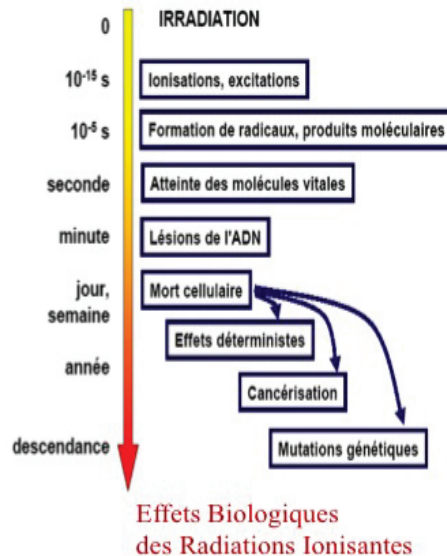 0 IRRADIATION
10⁻¹⁵ s Ionisations, excitations
10⁻⁵ s Formation de radicaux, produits moléculaires
seconde Atteinte des molécules vitales
minute Lésions de l'ADN
jour, Mort cellulaire
semaine
Effets déterministes
année
Cancérisation
descendance Mutations génétiques
Effets Biologiques
des Radiations Ionisantes